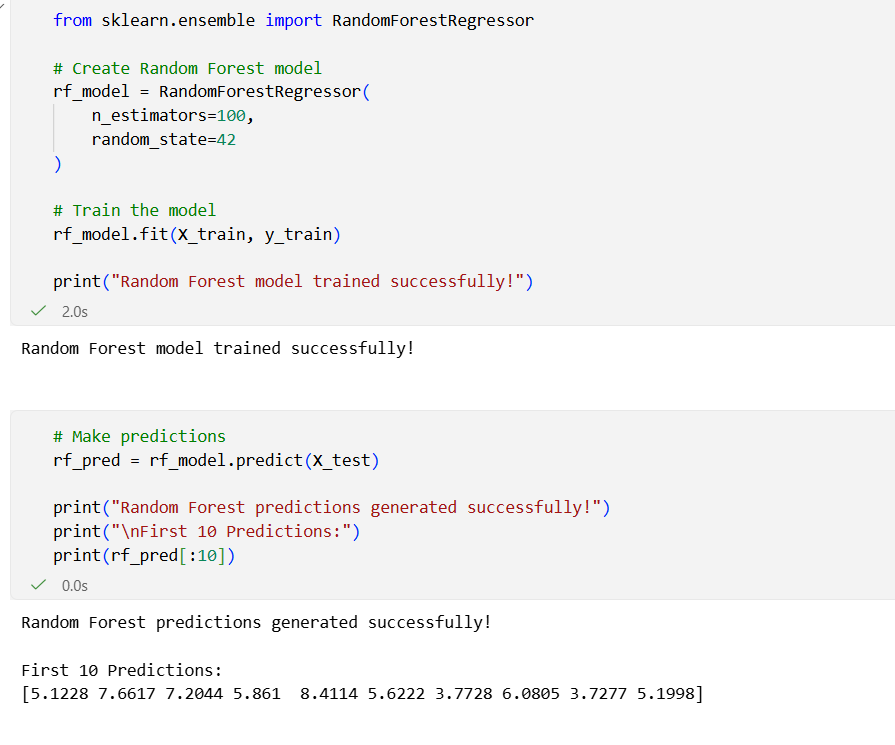 from sklearn.ensemble import RandomForestRegressor
# Create Random Forest model
rf_model = RandomForestRegressor(
    n_estimators=100,
    random_state=42
)
# Train the model
rf_model.fit(X_train, y_train)
print("Random Forest model trained successfully!")
2.0s
Random Forest model trained successfully!
# Make predictions
rf_pred = rf_model.predict(X_test)
print("Random Forest predictions generated successfully!")
print("\nFirst 10 Predictions:")
print(rf_pred[:10])
0.0s
Random Forest predictions generated successfully!
First 10 Predictions:
[5.1228 7.6617 7.2044 5.861  8.4114 5.6222 3.7728 6.0805 3.7277 5.1998]